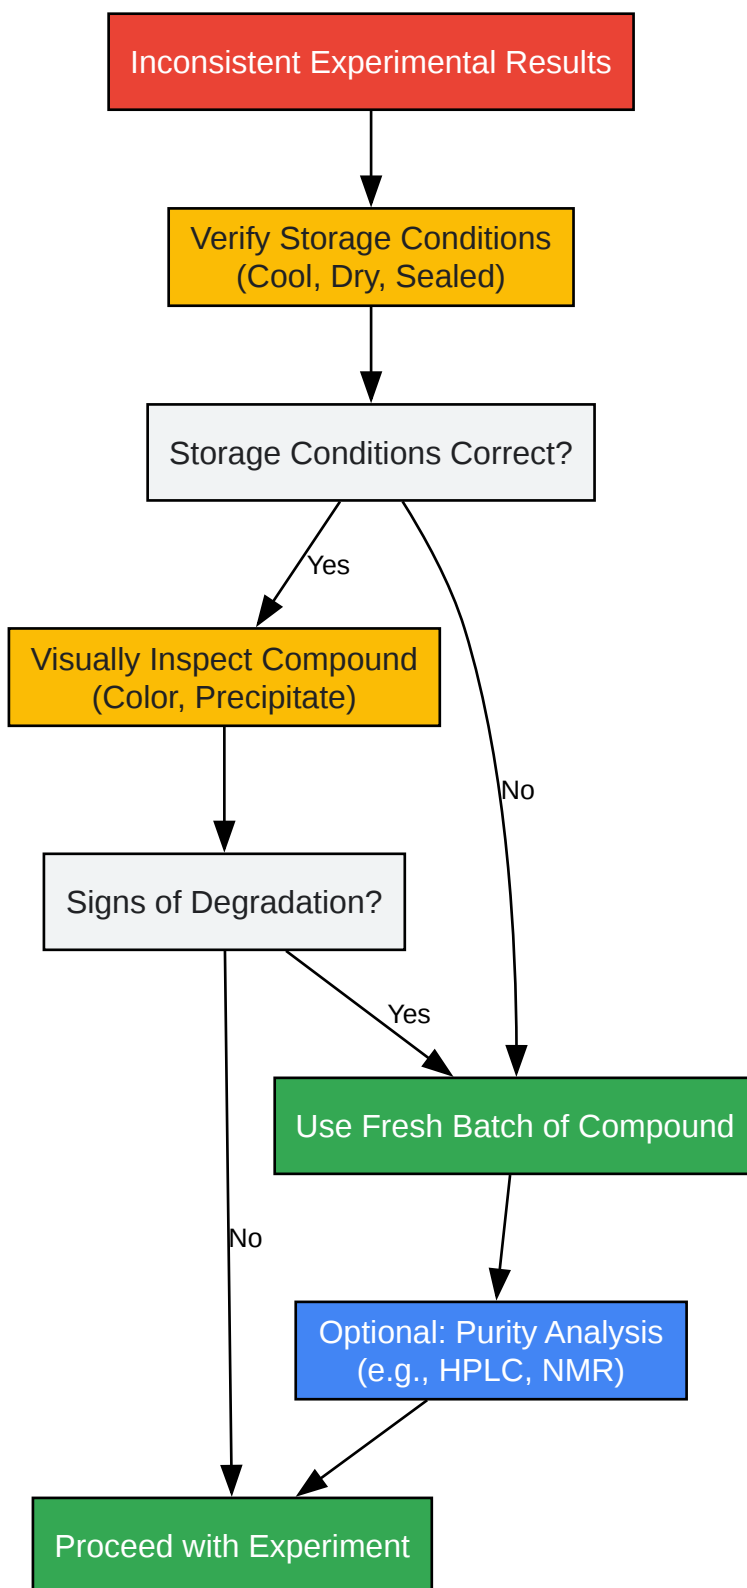 Inconsistent Experimental Results
Verify Storage Conditions
(Cool, Dry, Sealed)
Storage Conditions Correct?
Yes
Visually Inspect Compound
(Color, Precipitate)
No
Signs of Degradation?
Yes
Use Fresh Batch of Compound
No
Optional: Purity Analysis
(e.g., HPLC, NMR)
Proceed with Experiment